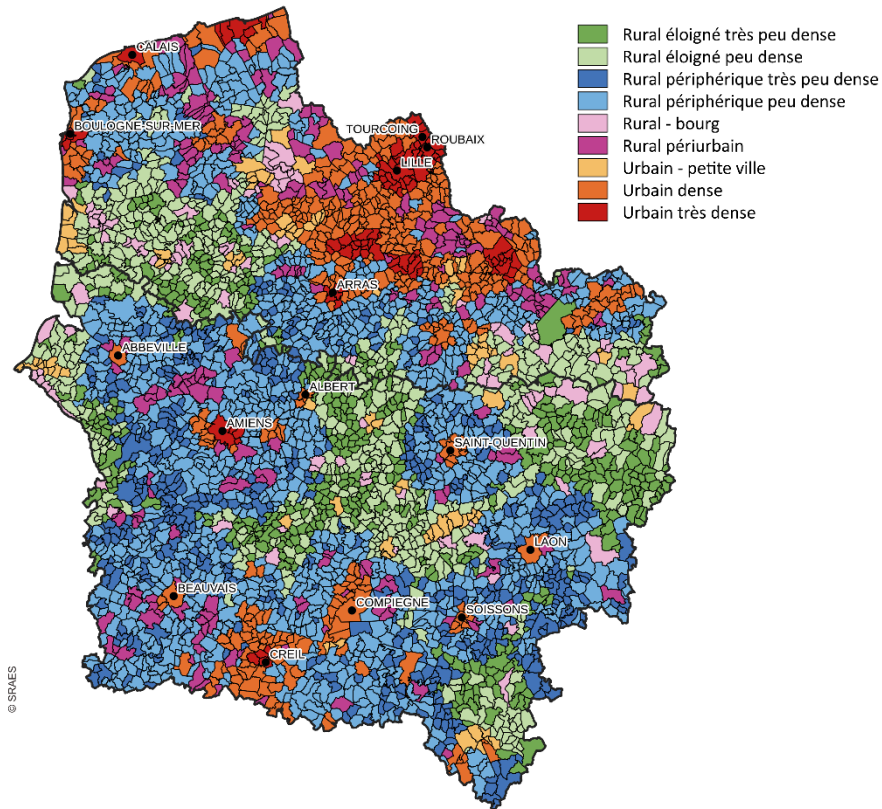 CALAIS
BOULOGNE-SUR-MER
TOURCOING
ROUBAIX
LILLE
ARRAS
ABBEVILLE
ALBERT
AMIENS
SAINT-QUENTIN
LAON
BEAUVAIS
COMPIEGNE
SOISSONS
CREIL
Rural éloigné très peu dense
Rural éloigné peu dense
Rural périphérique très peu dense
Rural périphérique peu dense
Rural - bourg
Rural périurbain
Urbain - petite ville
Urbain dense
Urbain très dense
© SRAES